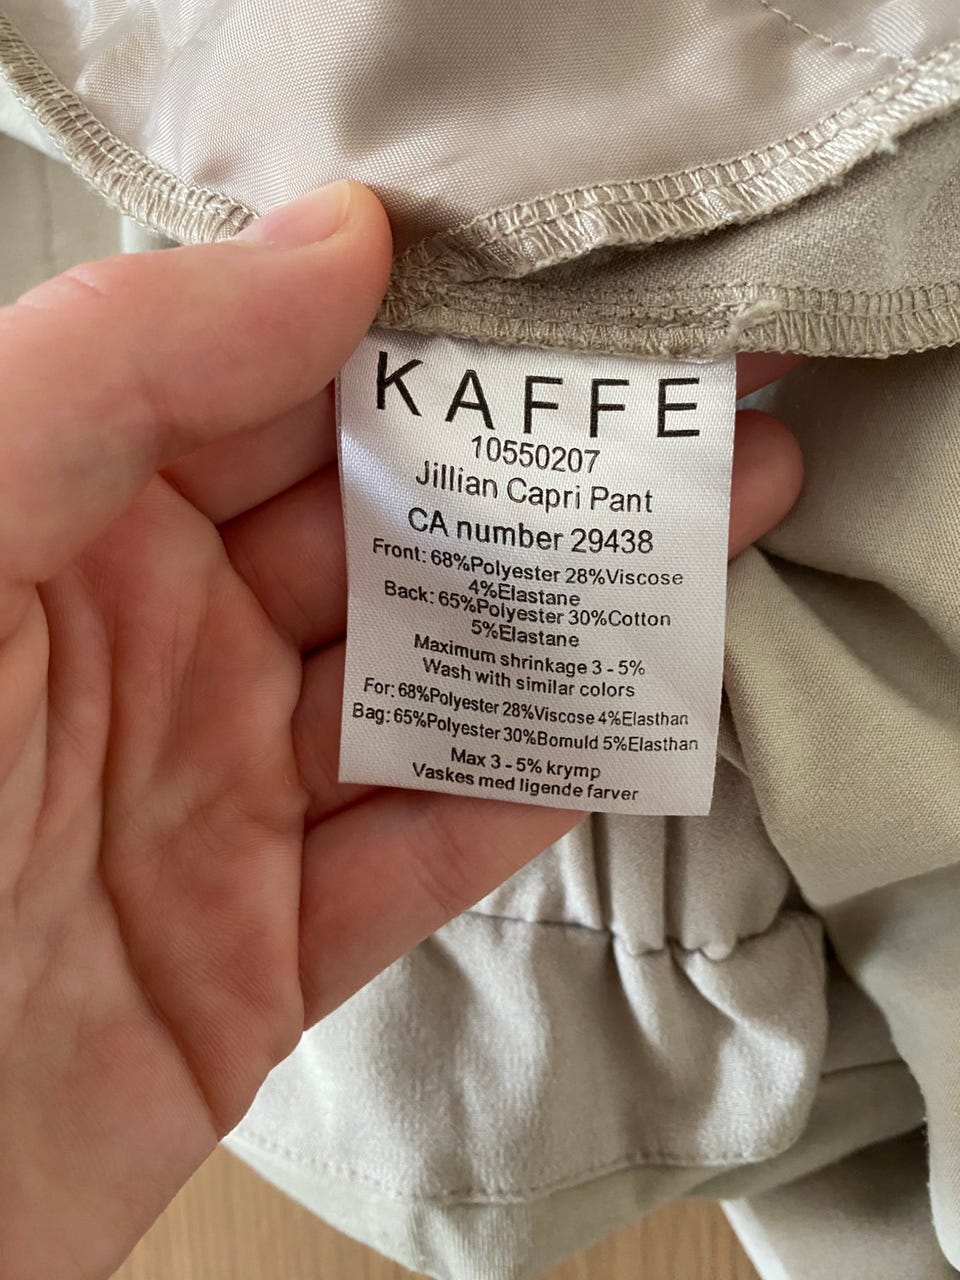 KAFFE
10550207
Jillian Capri Pant
CA number 29438
Front: 68%Polyester 28%Viscose
4%Elastane
Back: 65%Polyester 30%Cotton
5%Elastane
Maximum shrinkage 3 - 5%
Wash with similar colors
For: 68%Polyester 28%Viscose 4%Elasthan
Bag: 65%Polyester 30%Bomuld 5%Elasthan
Max 3 - 5% krymp
Vaskes med ligende farver